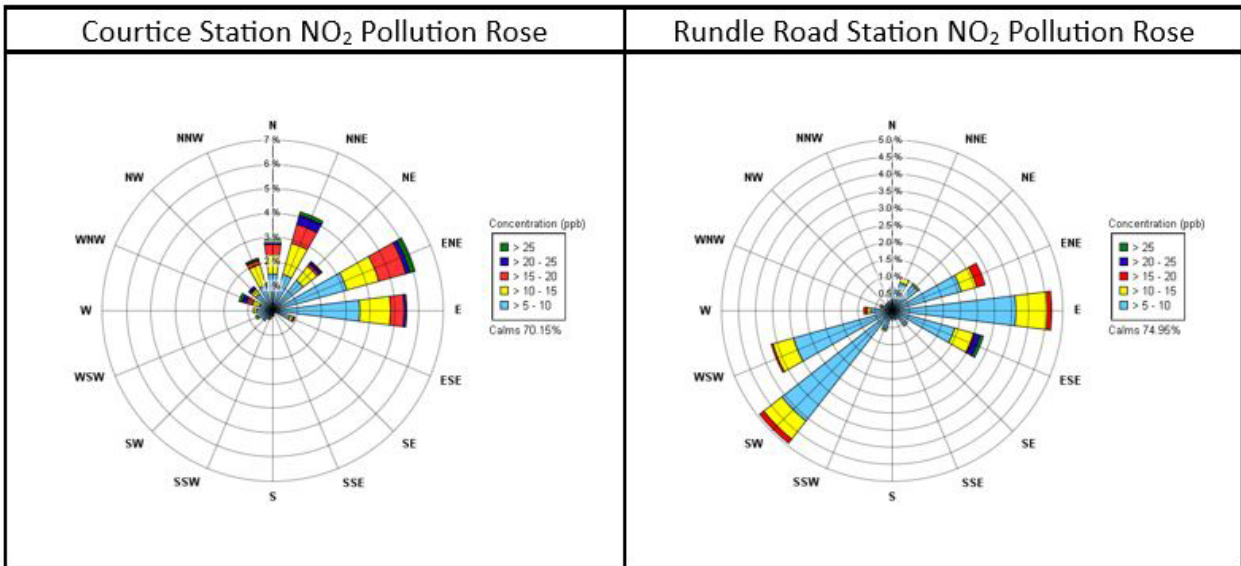 Courtice Station NO₂ Pollution Rose
N
NNW
NNE
NW
NE
WNW
ENE
W
E
WSW
ESE
SW
SE
SSW
SSE
S
7 %
6 %
5 %
4 %
3 %
2 %
Concentration (ppb)
> 25
> 20 - 25
> 15 - 20
> 10 - 15
> 5 - 10
Calms 70.15%
Rundle Road Station NO₂ Pollution Rose
N
NNW
NNE
NW
NE
WNW
ENE
W
E
WSW
ESE
SW
SE
SSW
SSE
S
5.0 %
4.5 %
4.0 %
3.5 %
3.0 %
2.5 %
2.0 %
1.5 %
1.0 %
0.5 %
Concentration (ppb)
> 25
> 20 - 25
> 15 - 20
> 10 - 15
> 5 - 10
Calms 74.95%